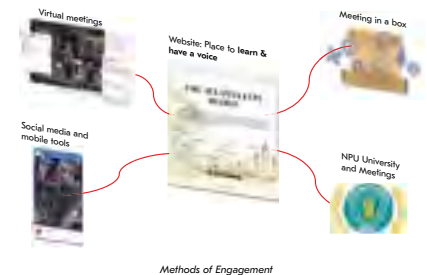 Virtual meetings
Website: Place to learn &
have a voice
Meeting in a box
Social media and
mobile tools
NPU University
and Meetings
Methods of Engagement